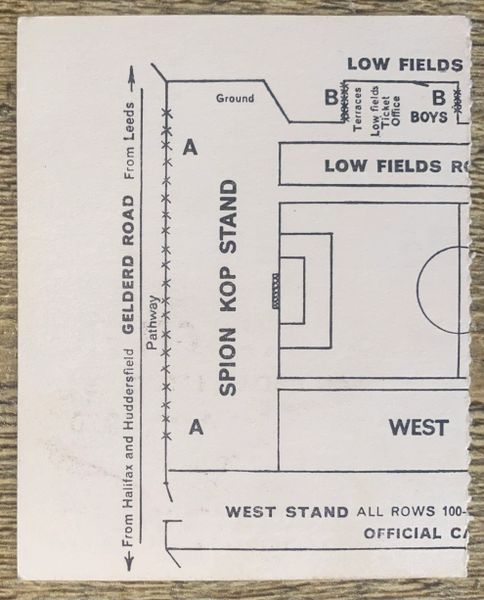 LOW FIELDS
Ground
B
Terraces
Low fields
Ticket
Office
B
BOYS
From Leeds
A
LOW FIELDS
GELDERD ROAD
SPION KOP STAND
Pathway
From Halifax and Huddersfield
A
WEST
WEST STAND ALL ROWS 100-
OFFICIAL